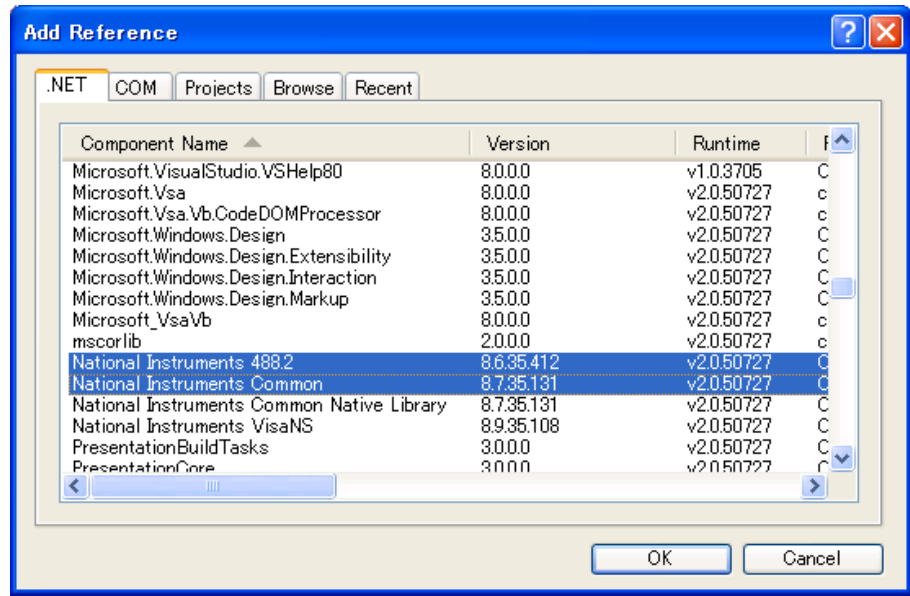 Add Reference
.NET COM Projects Browse Recent
Component Name Version Runtime
Microsoft.VisualStudio.VSHelp80 8.0.0.0 v1.0.3705 C
Microsoft.Vsa 8.0.0.0 v2.0.50727 c
Microsoft.Vsa.Vb.CodeDOMProcessor 8.0.0.0 v2.0.50727 c
Microsoft.Windows.Design 3.5.0.0 v2.0.50727 C
Microsoft.Windows.Design.Extensibility 3.5.0.0 v2.0.50727 C
Microsoft.Windows.Design.Interaction 3.5.0.0 v2.0.50727 C
Microsoft.Windows.Design.Markup 3.5.0.0 v2.0.50727 C
Microsoft_VsaVb 8.0.0.0 v2.0.50727 c
mscorlib 2.0.0.0 v2.0.50727 c
National Instruments 488.2 8.6.35.412 v2.0.50727 C
National Instruments Common 8.7.35.131 v2.0.50727 C
National Instruments Common Native Library 8.7.35.131 v2.0.50727 C
National Instruments VisaNS 8.9.35.108 v2.0.50727 C
PresentationBuildTasks 3.0.0.0 v2.0.50727 C
PresentationCore 3.0.0.0 v2.0.50727 C
OK Cancel